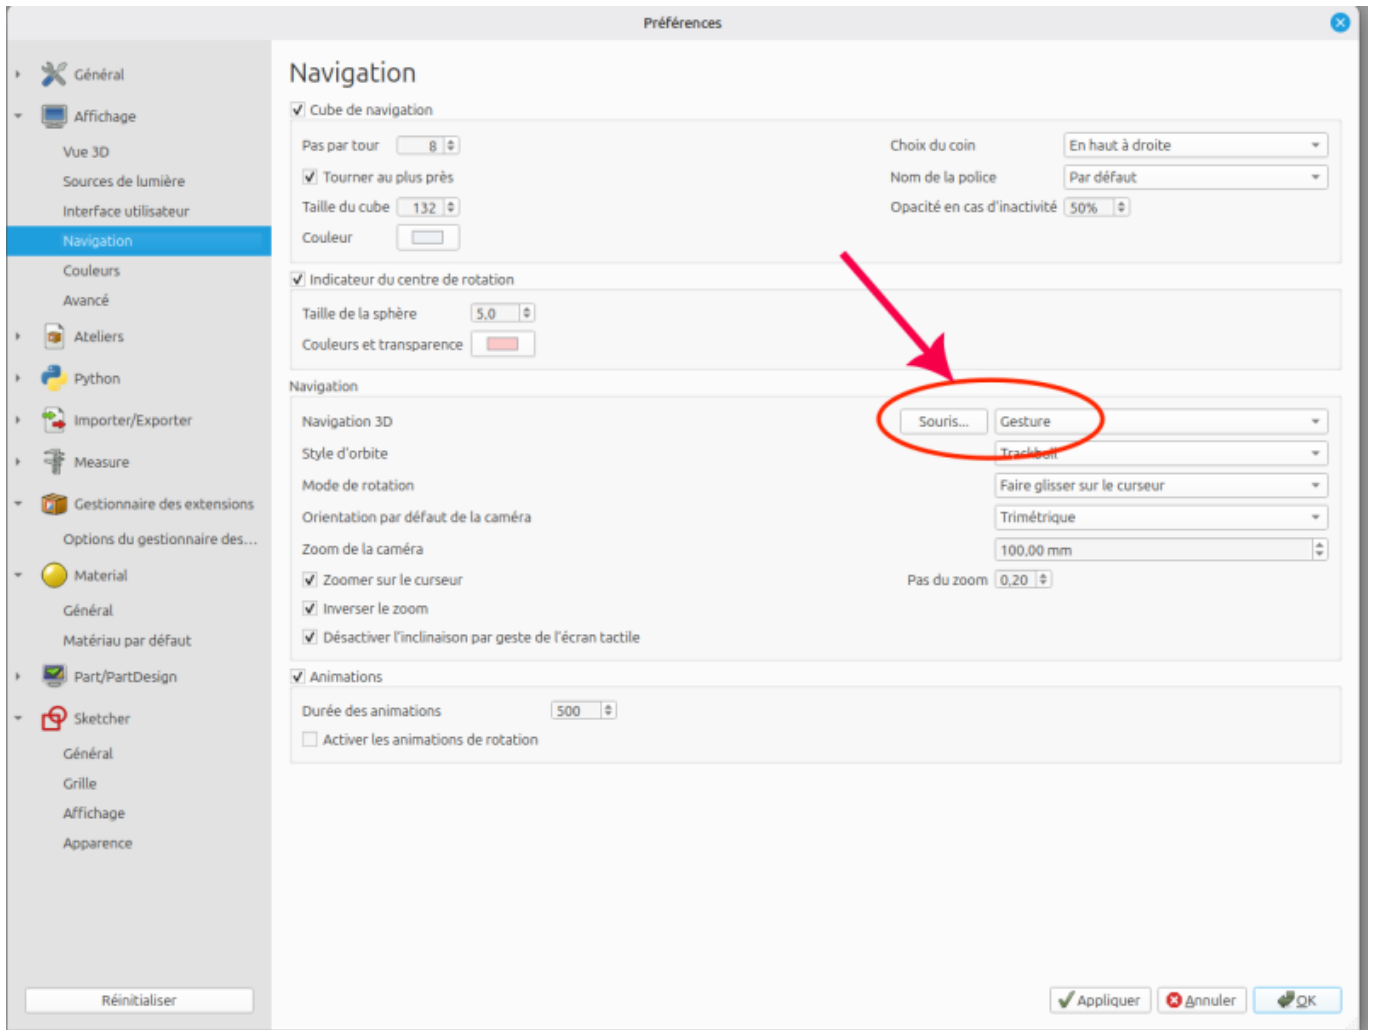 Préférences
Général
Affichage
Vue 3D
Sources de lumière
Interface utilisateur
Navigation
Couleurs
Avancé
Ateliers
Python
Importer/Exporter
Measure
Gestionnaire des extensions
Options du gestionnaire des...
Material
Général
Matériau par défaut
Part/PartDesign
Sketcher
Général
Grille
Affichage
Apparence
Réinitialiser
Navigation
Cube de navigation
Pas par tour 8 Choix du coin En haut à droite
Tourner au plus près Nom de la police Par défaut
Taille du cube 132 Opacité en cas d'inactivité 50%
Couleur
Indicateur du centre de rotation
Taille de la sphère 5,0
Couleurs et transparence
Navigation
Navigation 3D Souris... Gesture
Style d'orbite Trackball
Mode de rotation Faire glisser sur le curseur
Orientation par défaut de la caméra Trimétrique
Zoom de la caméra 100,00 mm
Zoomer sur le curseur Pas du zoom 0,20
Inverser le zoom
Désactiver l'inclinaison par geste de l'écran tactile
Animations
Durée des animations 500
Activer les animations de rotation
Appliquer Annuler OK